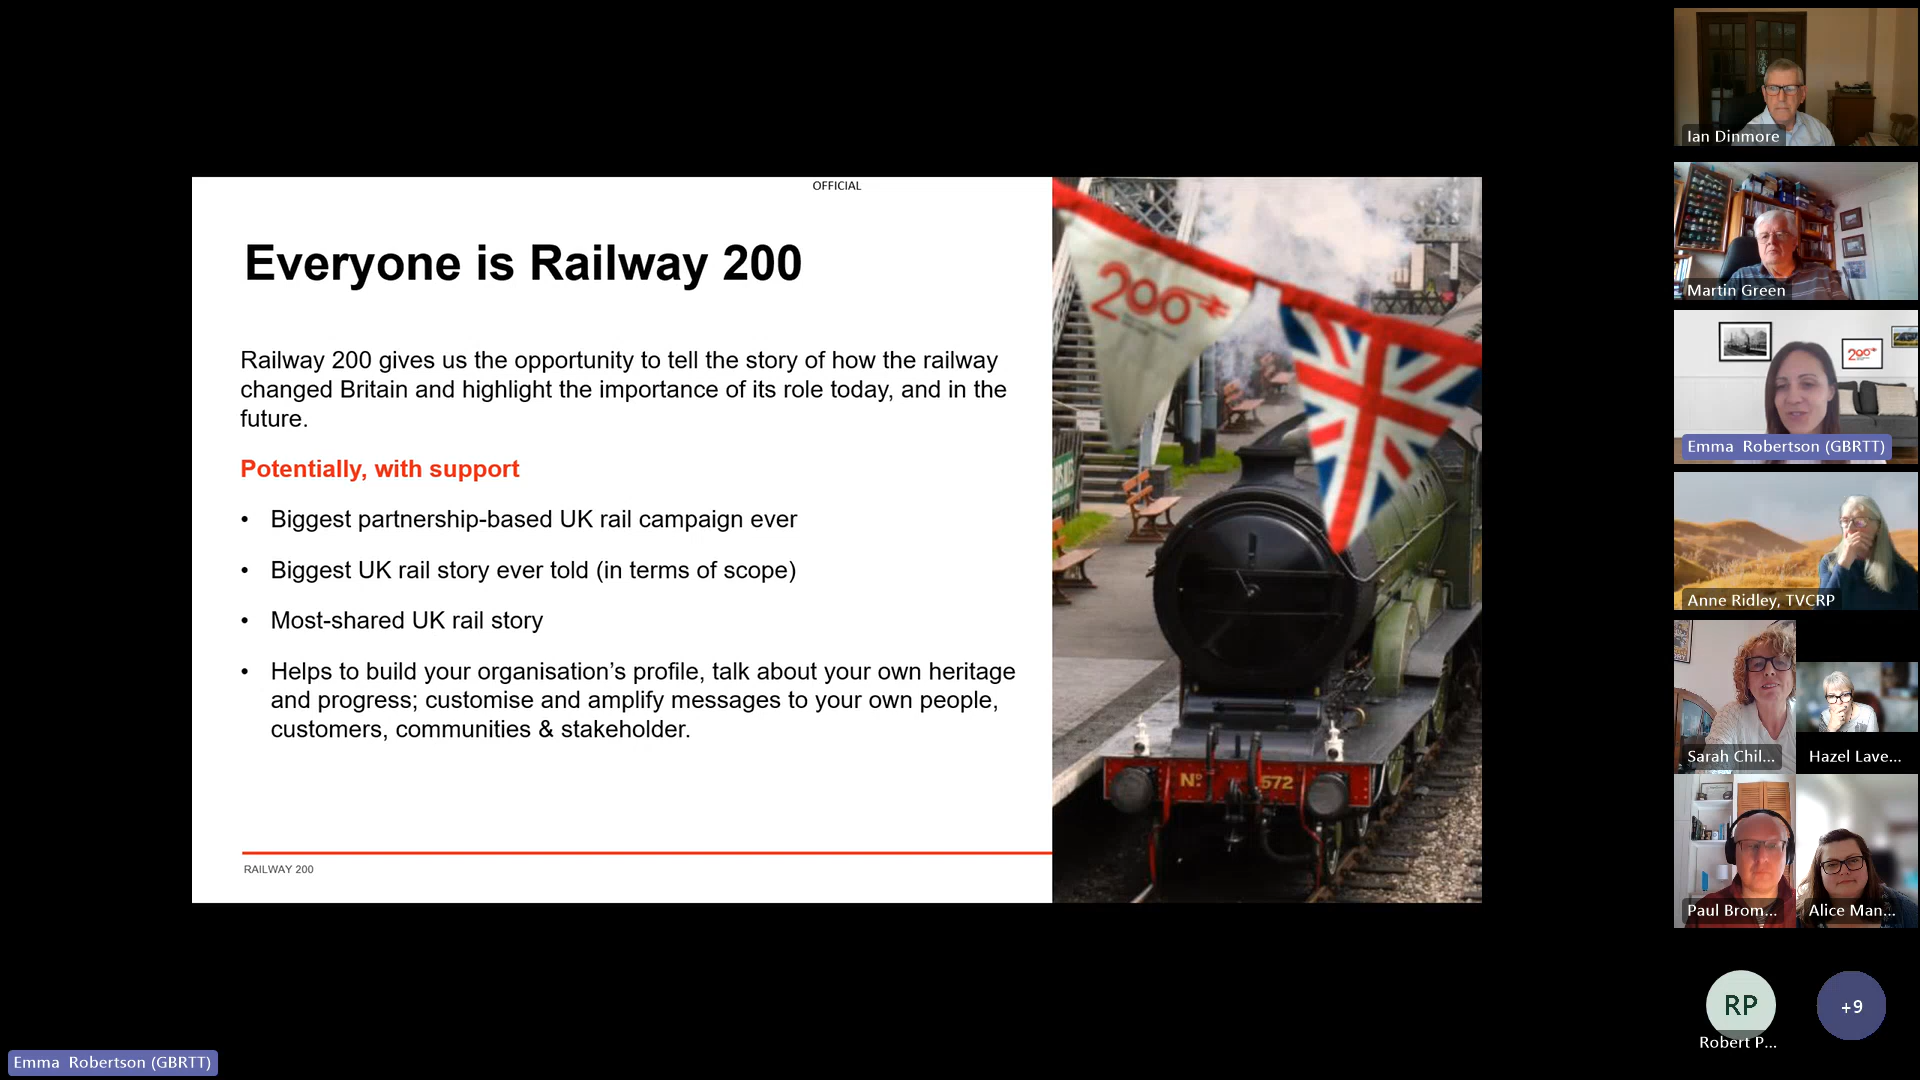 OFFICIAL
Everyone is Railway 200
Railway 200 gives us the opportunity to tell the story of how the railway
changed Britain and highlight the importance of its role today, and in the
future.
Potentially, with support
• Biggest partnership-based UK rail campaign ever
• Biggest UK rail story ever told (in terms of scope)
• Most-shared UK rail story
• Helps to build your organisation’s profile, talk about your own heritage
and progress; customise and amplify messages to your own people,
customers, communities & stakeholder.
RAILWAY 200
200
Nº 572
Ian Dinmore
Martin Green
200
Emma Robertson (GBRTT)
Anne Ridley, TVCRP
Sarah Chil...
Hazel Lave...
Paul Brom...
Alice Man...
RP
Robert P...
+9
Emma Robertson (GBRTT)